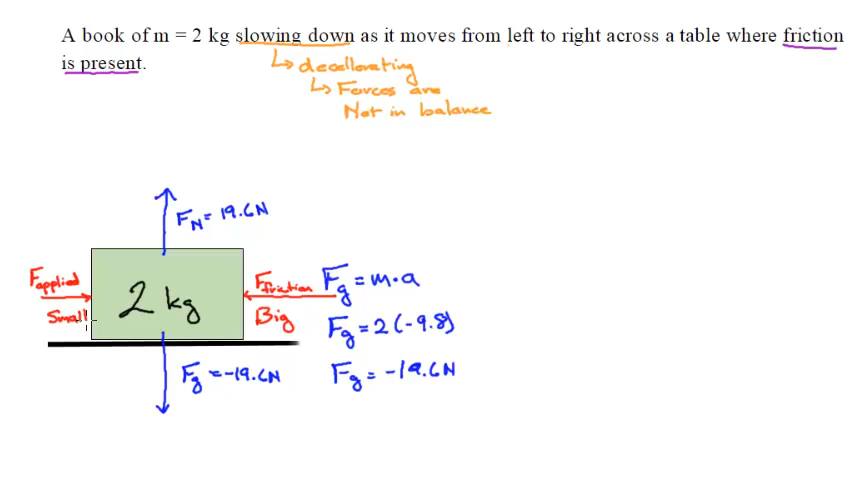 A book of m = 2 kg slowing down as it moves from left to right across a table where friction
is present.
↳ decellerating
↳ Forces are
Not in balance
FN = 19.6N
Fapplied
Small
2 kg
Ffriction
Big
Fg = m·a
Fg = 2(-9.8)
Fg = -19.6N
Fg = -19.6N